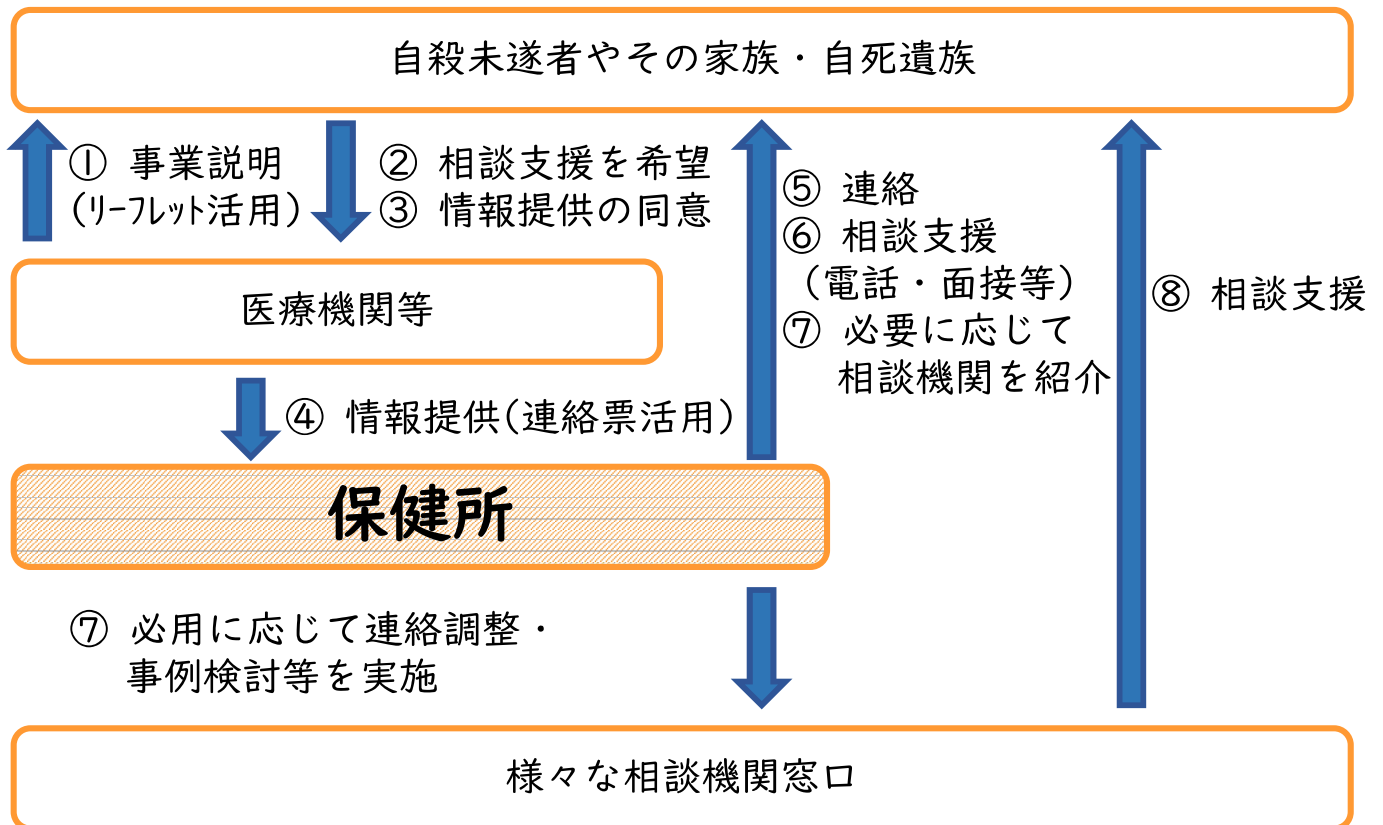 自殺未遂者やその家族・自死遺族
① 事業説明
(ﾘｰﾌﾚｯﾄ活用)
② 相談支援を希望
③ 情報提供の同意
⑤ 連絡
⑥ 相談支援
(電話・面接等)
⑦ 必要に応じて
相談機関を紹介
⑧ 相談支援
医療機関等
④ 情報提供(連絡票活用)
保健所
⑦ 必用に応じて連絡調整・
事例検討等を実施
様々な相談機関窓口